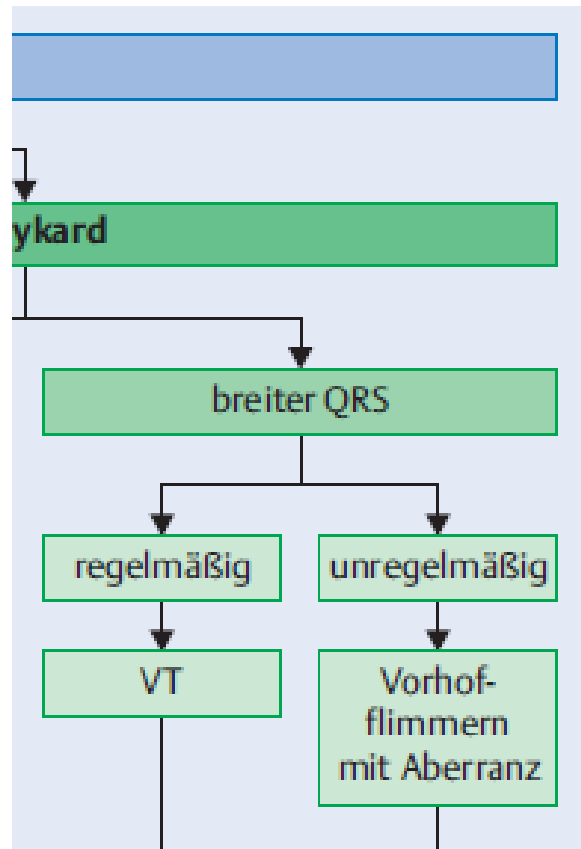 ykard
breiter QRS
regelmäßig
unregelmäßig
VT
Vorhof-
flimmern
mit Aberranz